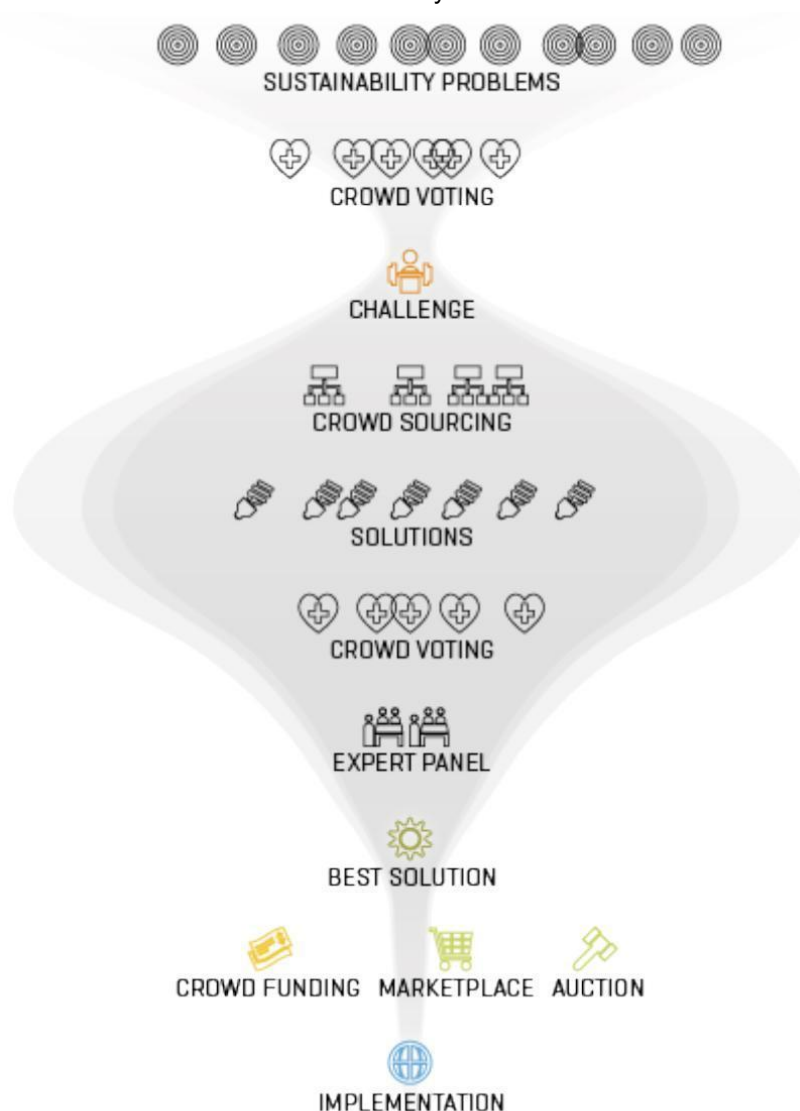 SUSTAINABILITY PROBLEMS
CROWD VOTING
CHALLENGE
CROWD SOURCING
SOLUTIONS
CROWD VOTING
EXPERT PANEL
BEST SOLUTION
CROWD FUNDING MARKETPLACE AUCTION
IMPLEMENTATION